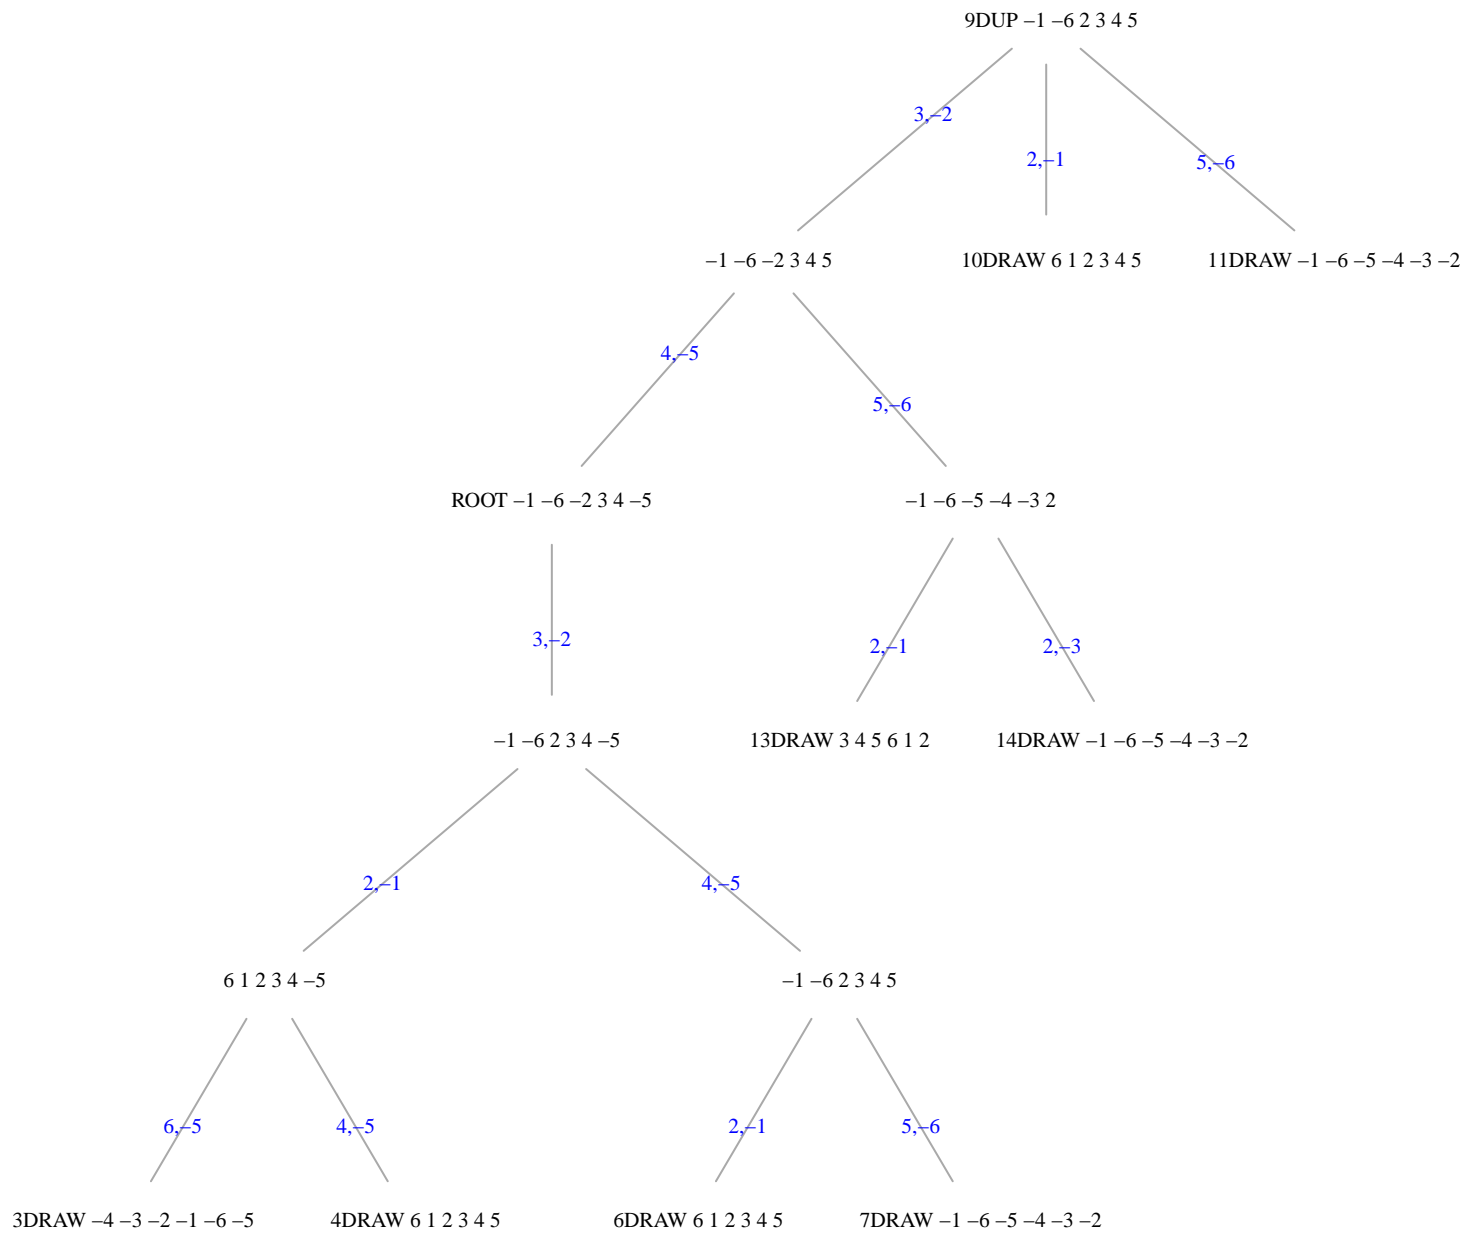 9DUP –1 –6 2 3 4 5
3,–2
2,–1
5,–6
–1 –6 –2 3 4 5
10DRAW 6 1 2 3 4 5
11DRAW –1 –6 –5 –4 –3 –2
4,–5
5,–6
ROOT –1 –6 –2 3 4 –5
–1 –6 –5 –4 –3 2
3,–2
2,–1
2,–3
–1 –6 2 3 4 –5
13DRAW 3 4 5 6 1 2
14DRAW –1 –6 –5 –4 –3 –2
2,–1
4,–5
6 1 2 3 4 –5
–1 –6 2 3 4 5
6,–5
4,–5
2,–1
5,–6
3DRAW –4 –3 –2 –1 –6 –5
4DRAW 6 1 2 3 4 5
6DRAW 6 1 2 3 4 5
7DRAW –1 –6 –5 –4 –3 –2